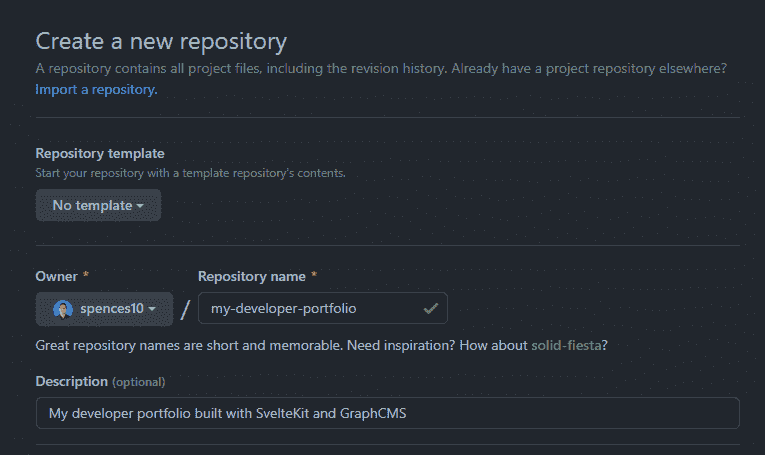 Create a new repository
A repository contains all project files, including the revision history. Already have a project repository elsewhere?
Import a repository.
Repository template
Start your repository with a template repository's contents.
No template
Owner * Repository name *
spences10 / my-developer-portfolio
Great repository names are short and memorable. Need inspiration? How about solid-fiesta?
Description (optional)
My developer portfolio built with SvelteKit and GraphCMS